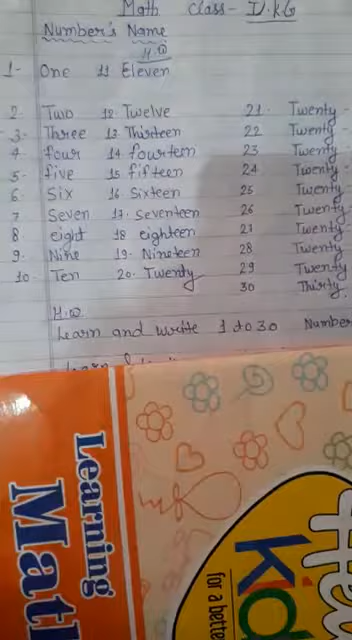 Math Class - U.KG
Number's Name
H.W
1- One 11 Eleven
2- Two 12- Twelve 21- Twenty-
3- Three 13- Thirteen 22 Twenty-
4 four 14 fourteen 23 Twenty-
5- five 15 fifteen 24 Twenty-
6- Six 16 Sixteen 25 Twenty-
7 Seven 17- seventeen 26 Twenty-
8- eight 18 eighteen 27 Twenty
9- Nine 19- Nineteen 28 Twenty
10- Ten 20- Twenty 29 Twenty
30 Thirty.
H.W
Learn and write 1 to 30 Number
Learning
Mat
Kid
for a bette